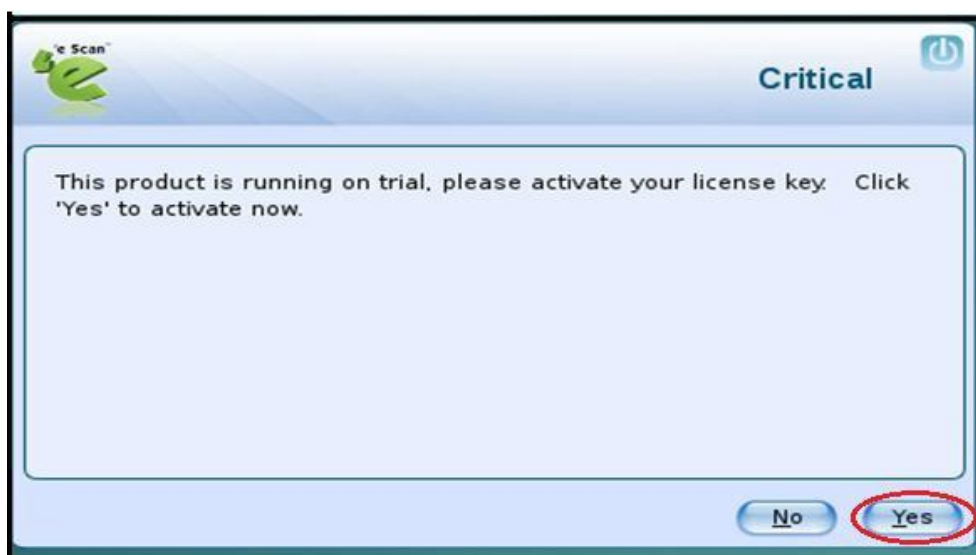 e Scan
Critical
This product is running on trial, please activate your license key. Click
'Yes' to activate now.
No
Yes